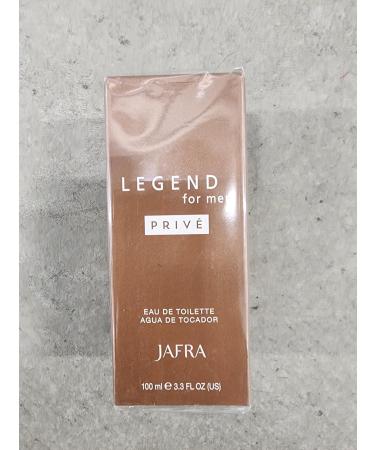 LEGEND
for men
PRIVÉ
EAU DE TOILETTE
AGUA DE TOCADOR
JAFRA
100 ml ℮ 3.3 FL OZ (US)